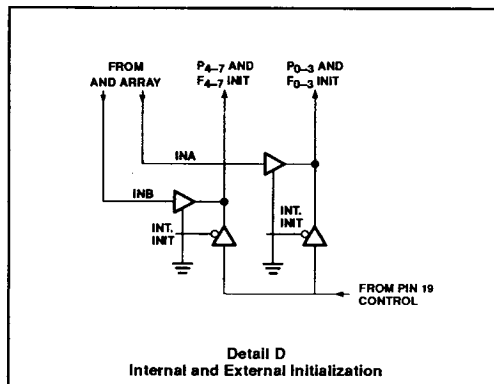 FROM
AND ARRAY
P4–7 AND
F4–7 INIT
P0–3 AND
F0–3 INIT
INA
INB
INT.
INIT
INT.
INIT
FROM PIN 19
CONTROL
Detail D
Internal and External Initialization